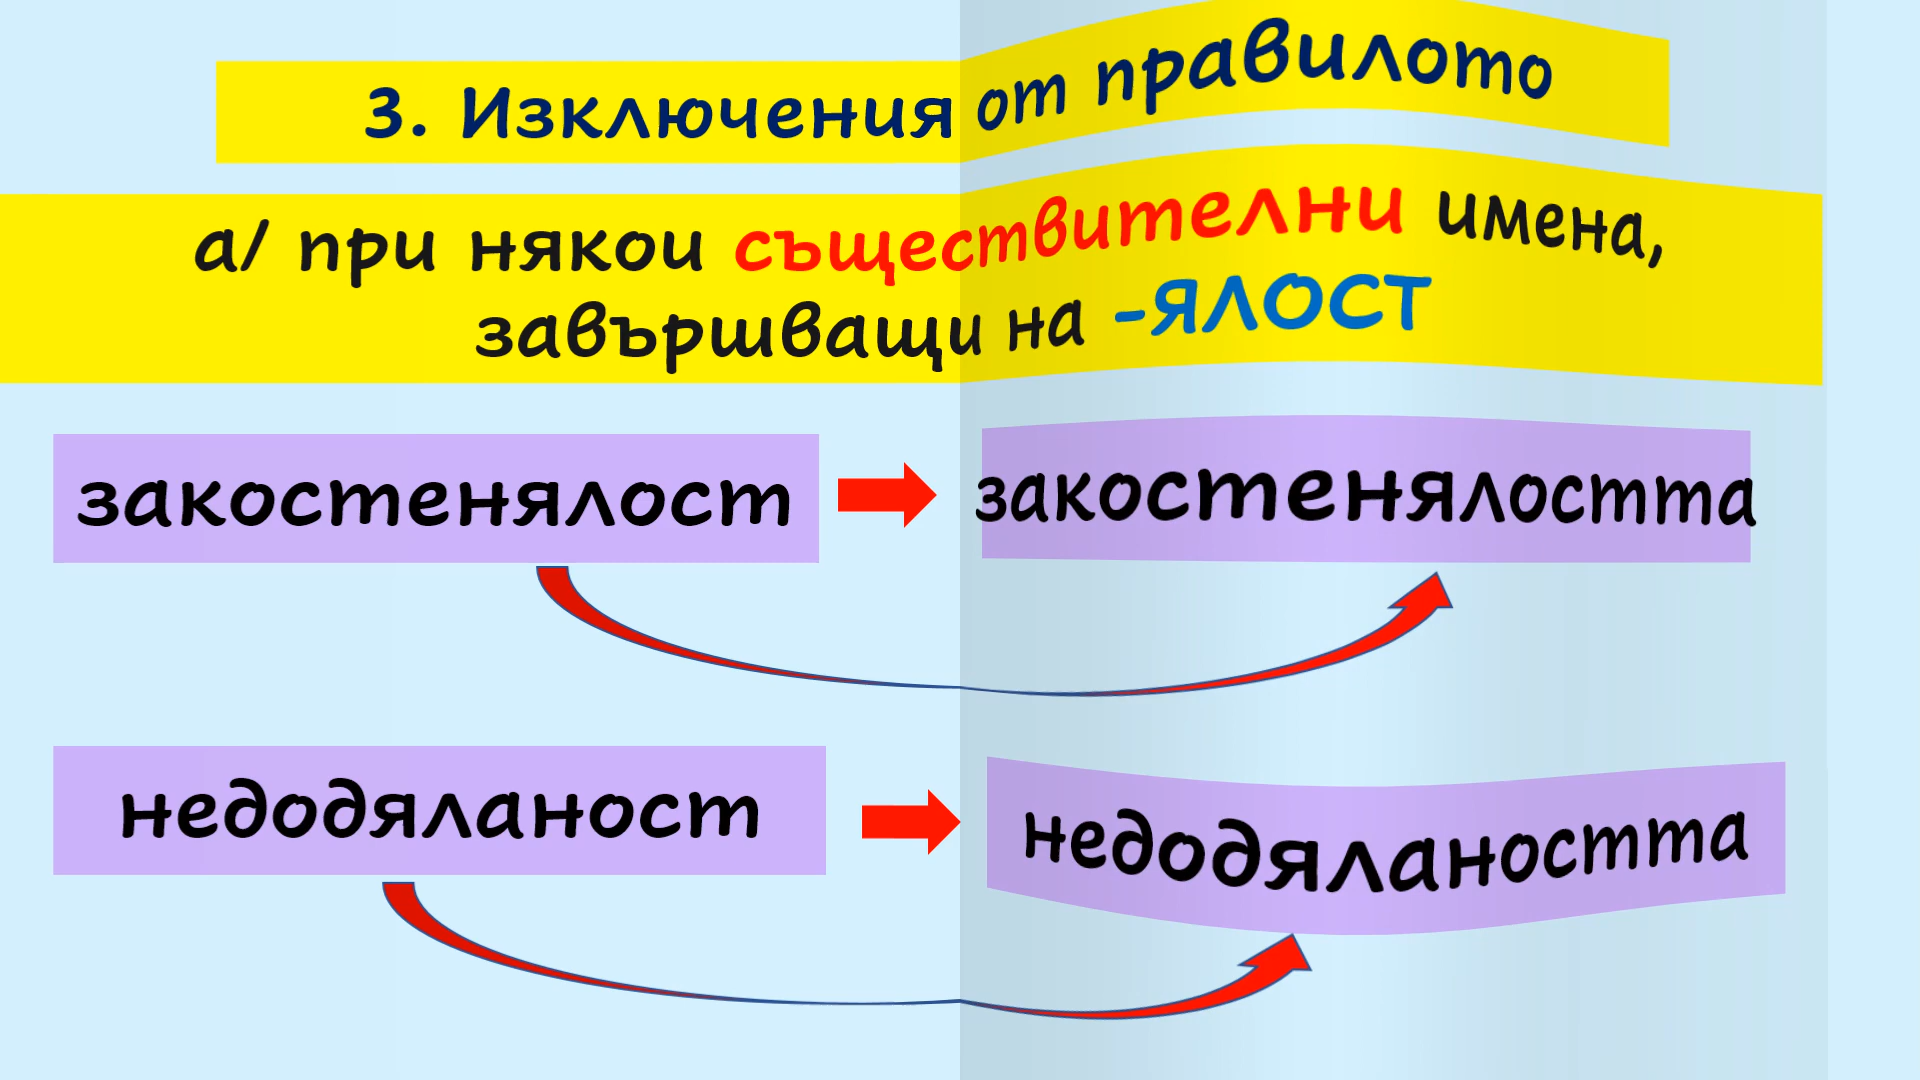 3. Изключения от правилото
а/ при някои съществителни имена,
завършващи на -ЯЛОСТ
закостенялост закостенялостта
недодяланост недодялаността